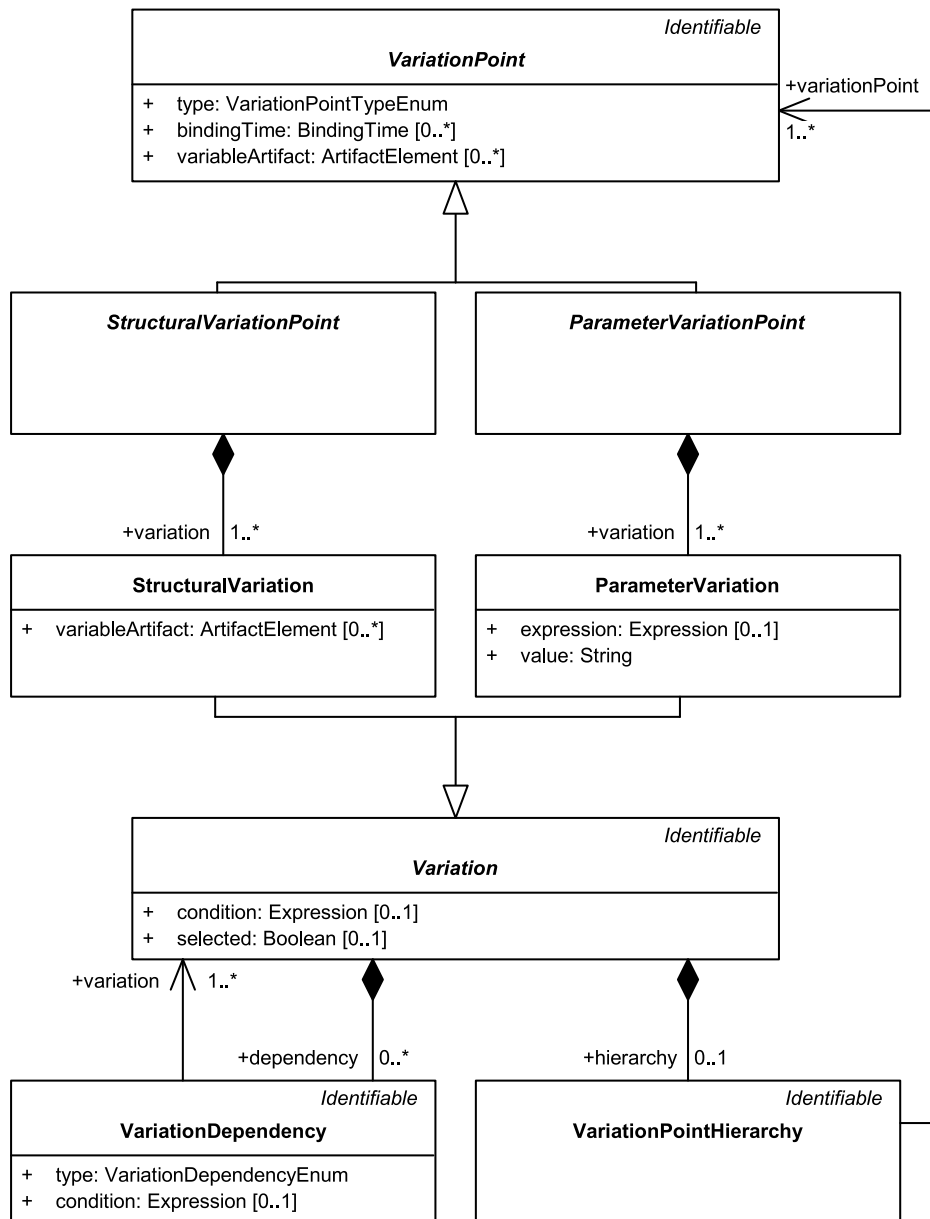 Identifiable
VariationPoint
+ type: VariationPointTypeEnum
+ bindingTime: BindingTime [0..*]
+ variableArtifact: ArtifactElement [0..*]
+variationPoint
1..*
StructuralVariationPoint
ParameterVariationPoint
+variation 1..*
+variation 1..*
StructuralVariation
+ variableArtifact: ArtifactElement [0..*]
ParameterVariation
+ expression: Expression [0..1]
+ value: String
Identifiable
Variation
+ condition: Expression [0..1]
+ selected: Boolean [0..1]
+variation 1..*
+dependency 0..*
+hierarchy 0..1
Identifiable
VariationDependency
+ type: VariationDependencyEnum
+ condition: Expression [0..1]
Identifiable
VariationPointHierarchy